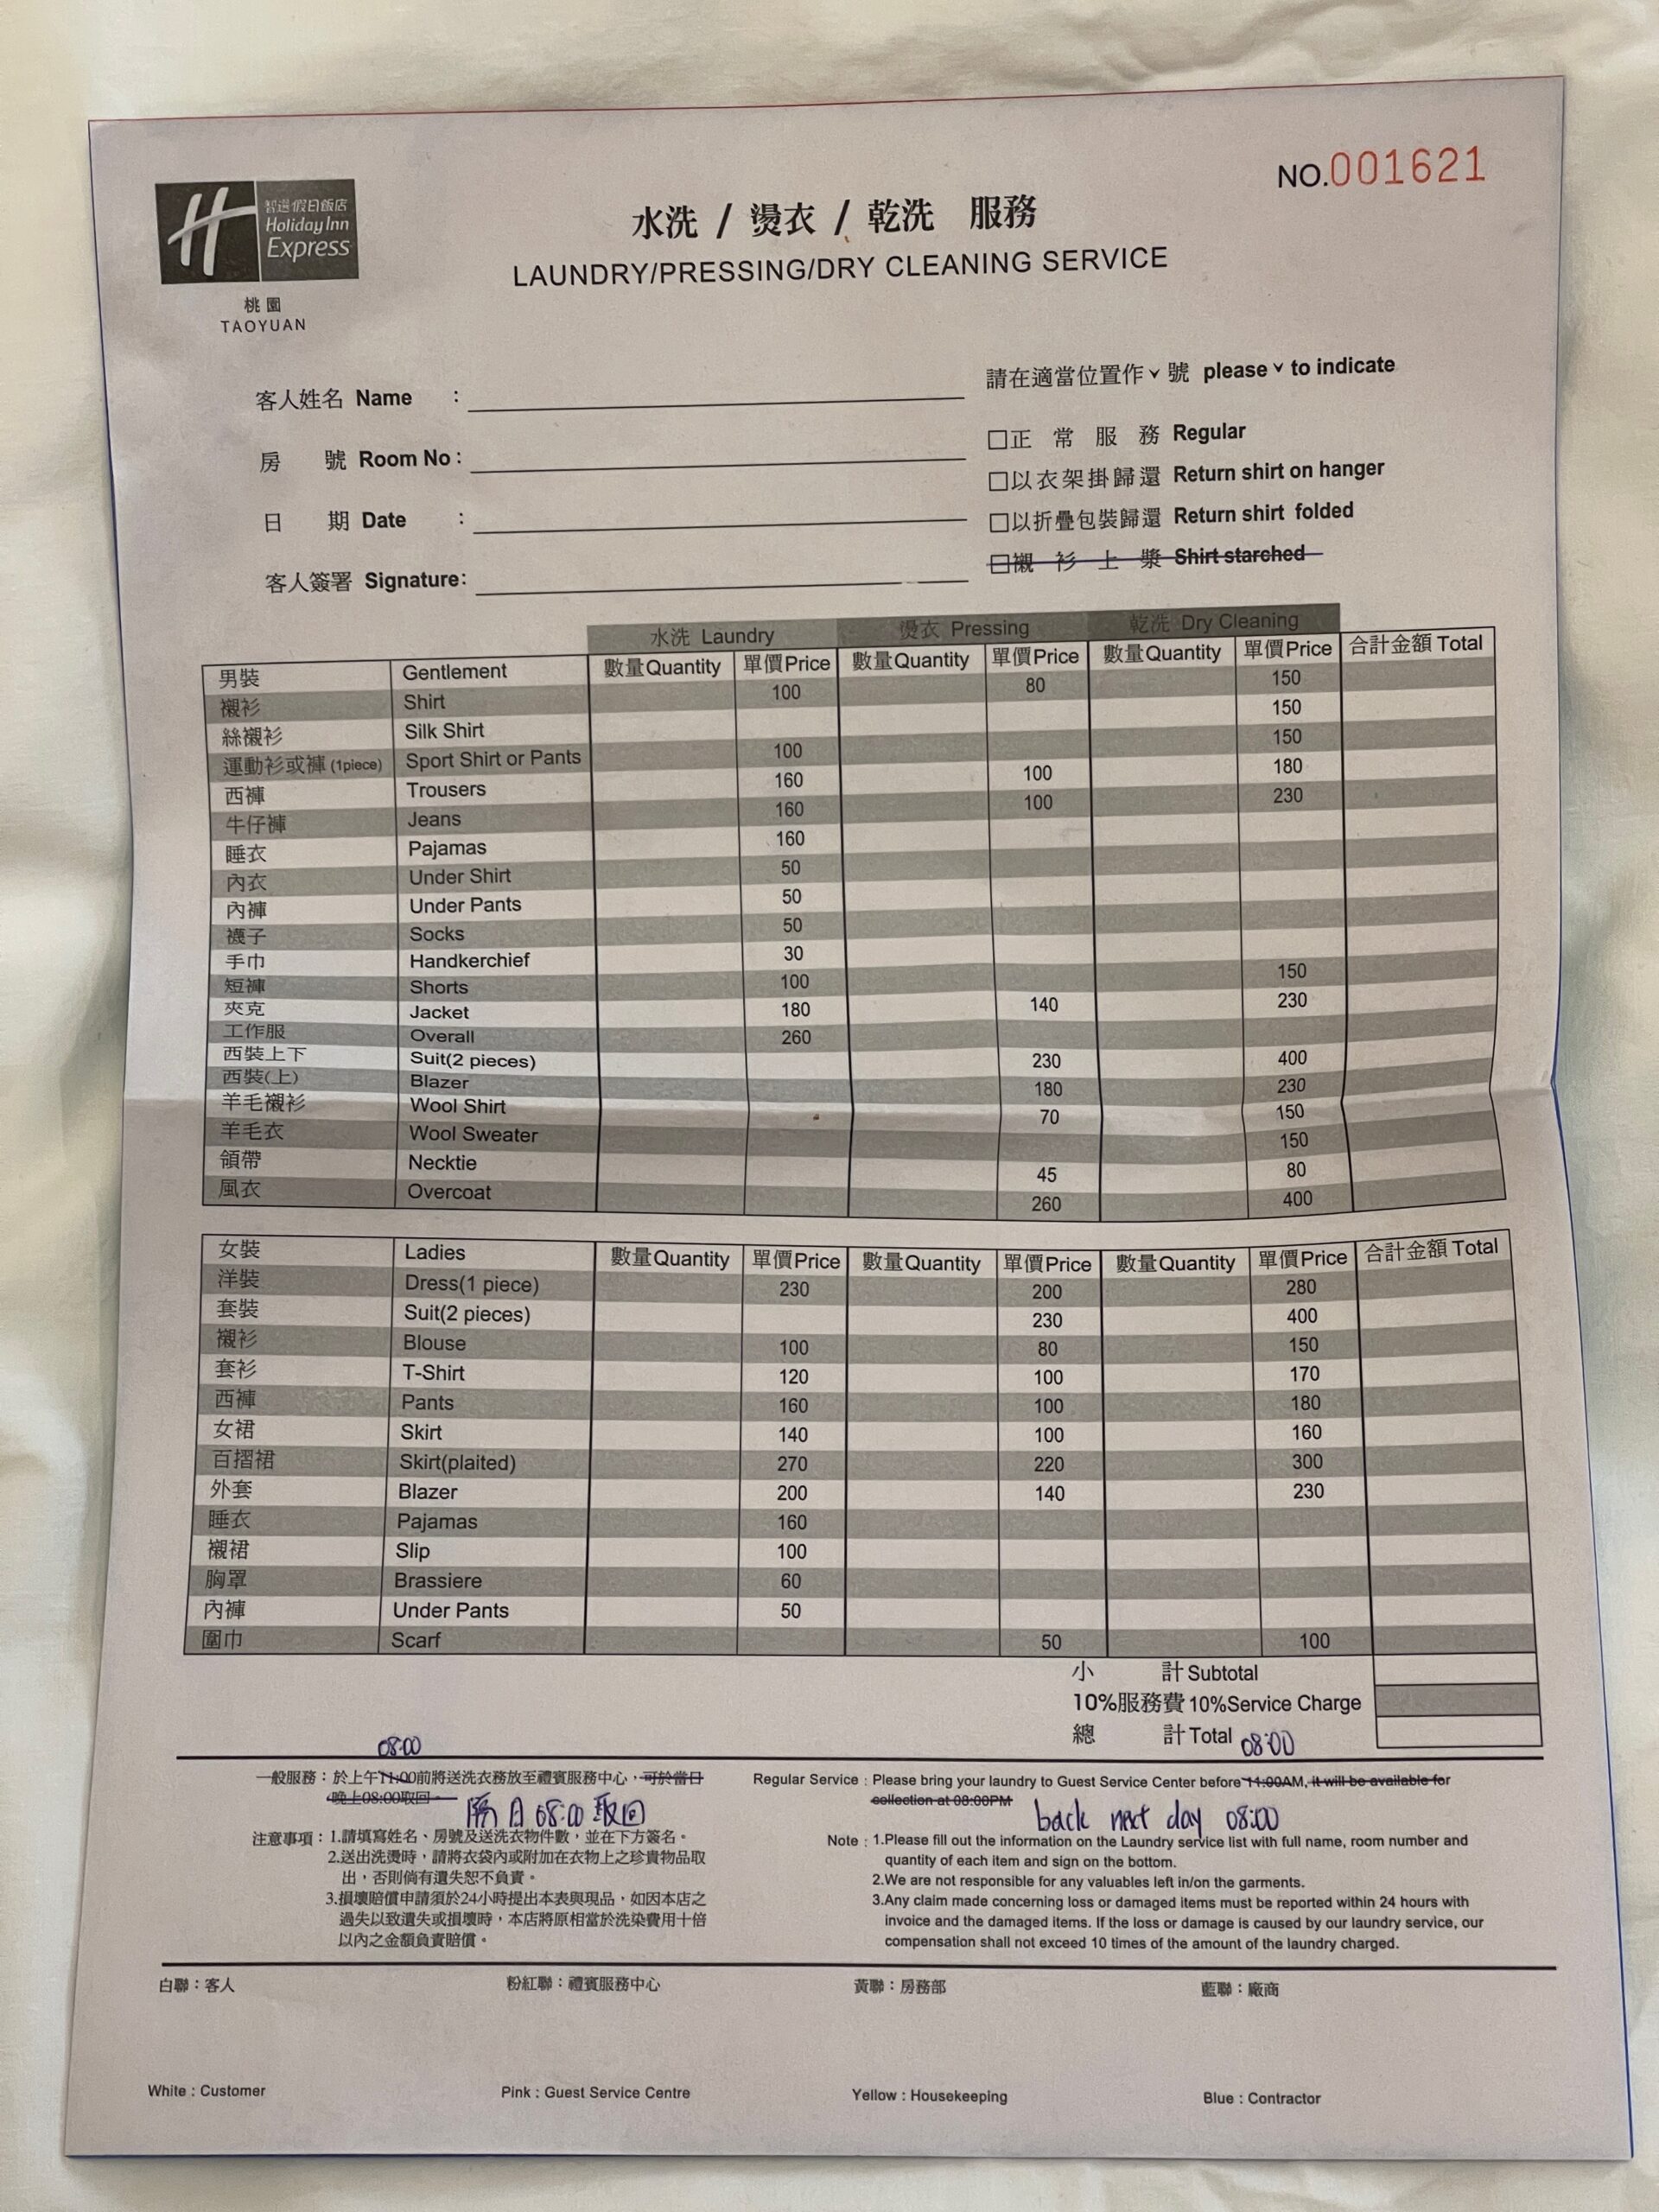 NO.001621
智選假日飯店
Holiday Inn
Express
桃園
TAOYUAN
水洗 / 燙衣 / 乾洗 服務
LAUNDRY/PRESSING/DRY CLEANING SERVICE
客人姓名 Name :
房 號 Room No :
日 期 Date :
客人簽署 Signature:
請在適當位置作 ˅ 號 please ˅ to indicate
□正 常 服 務 Regular
□以衣架掛歸還 Return shirt on hanger
□以折疊包裝歸還 Return shirt folded
□襯 衫 上 漿 Shirt starched
水洗 Laundry 燙衣 Pressing 乾洗 Dry Cleaning
男裝 Gentlement 數量Quantity 單價Price 數量Quantity 單價Price 數量Quantity 單價Price 合計金額 Total
襯衫 Shirt 100 80 150
絲襯衫 Silk Shirt 150
運動衫或褲 (1piece) Sport Shirt or Pants 100 150
西褲 Trousers 160 100 180
牛仔褲 Jeans 160 100 230
睡衣 Pajamas 160
內衣 Under Shirt 50
內褲 Under Pants 50
襪子 Socks 50
手巾 Handkerchief 30
短褲 Shorts 100 150
夾克 Jacket 180 140 230
工作服 Overall 260
西裝上下 Suit(2 pieces) 230 400
西裝(上) Blazer 180 230
羊毛襯衫 Wool Shirt 70 150
羊毛衣 Wool Sweater 150
領帶 Necktie 45 80
風衣 Overcoat 260 400
女裝 Ladies 數量Quantity 單價Price 數量Quantity 單價Price 數量Quantity 單價Price 合計金額 Total
洋裝 Dress(1 piece) 230 200 280
套裝 Suit(2 pieces) 230 400
襯衫 Blouse 100 80 150
套衫 T-Shirt 120 100 170
西褲 Pants 160 100 180
女裙 Skirt 140 100 160
百摺裙 Skirt(plaited) 270 220 300
外套 Blazer 200 140 230
睡衣 Pajamas 160
襯裙 Slip 100
胸罩 Brassiere 60
內褲 Under Pants 50
圍巾 Scarf 50 100
小 計 Subtotal
10%服務費 10%Service Charge
總 計 Total
08:00
一般服務：於上午11:00前將送洗衣務放至禮賓服務中心，可於當日
晚上08:00取回。
隔日 08:00 取回
注意事項：1.請填寫姓名、房號及送洗衣物件數，並在下方簽名。
2.送出洗燙時，請將衣袋內或附加在衣物上之珍貴物品取
出，否則倘有遺失恕不負責。
3.損壞賠償申請須於24小時提出本表與現品，如因本店之
過失以致遺失或損壞時，本店將原相當於洗染費用十倍
以內之金額負責賠償。
08:00
Regular Service : Please bring your laundry to Guest Service Center before 11:00AM, it will be available for
collection at 08:00PM
back next day 08:00
Note : 1.Please fill out the information on the Laundry service list with full name, room number and
quantity of each item and sign on the bottom.
2.We are not responsible for any valuables left in/on the garments.
3.Any claim made concerning loss or damaged items must be reported within 24 hours with
invoice and the damaged items. If the loss or damage is caused by our laundry service, our
compensation shall not exceed 10 times of the amount of the laundry charged.
白聯：客人 粉紅聯：禮賓服務中心 黃聯：房務部 藍聯：廠商
White : Customer Pink : Guest Service Centre Yellow : Housekeeping Blue : Contractor